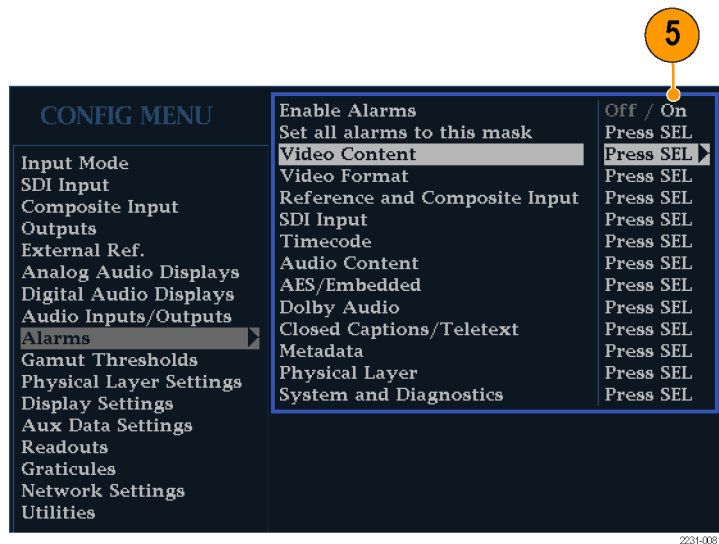 5
CONFIG MENU
Input Mode
SDI Input
Composite Input
Outputs
External Ref.
Analog Audio Displays
Digital Audio Displays
Audio Inputs/Outputs
Alarms
Gamut Thresholds
Physical Layer Settings
Display Settings
Aux Data Settings
Readouts
Graticules
Network Settings
Utilities
Enable Alarms Off / On
Set all alarms to this mask Press SEL
Video Content Press SEL
Video Format Press SEL
Reference and Composite Input Press SEL
SDI Input Press SEL
Timecode Press SEL
Audio Content Press SEL
AES/Embedded Press SEL
Dolby Audio Press SEL
Closed Captions/Teletext Press SEL
Metadata Press SEL
Physical Layer Press SEL
System and Diagnostics Press SEL
2231-008